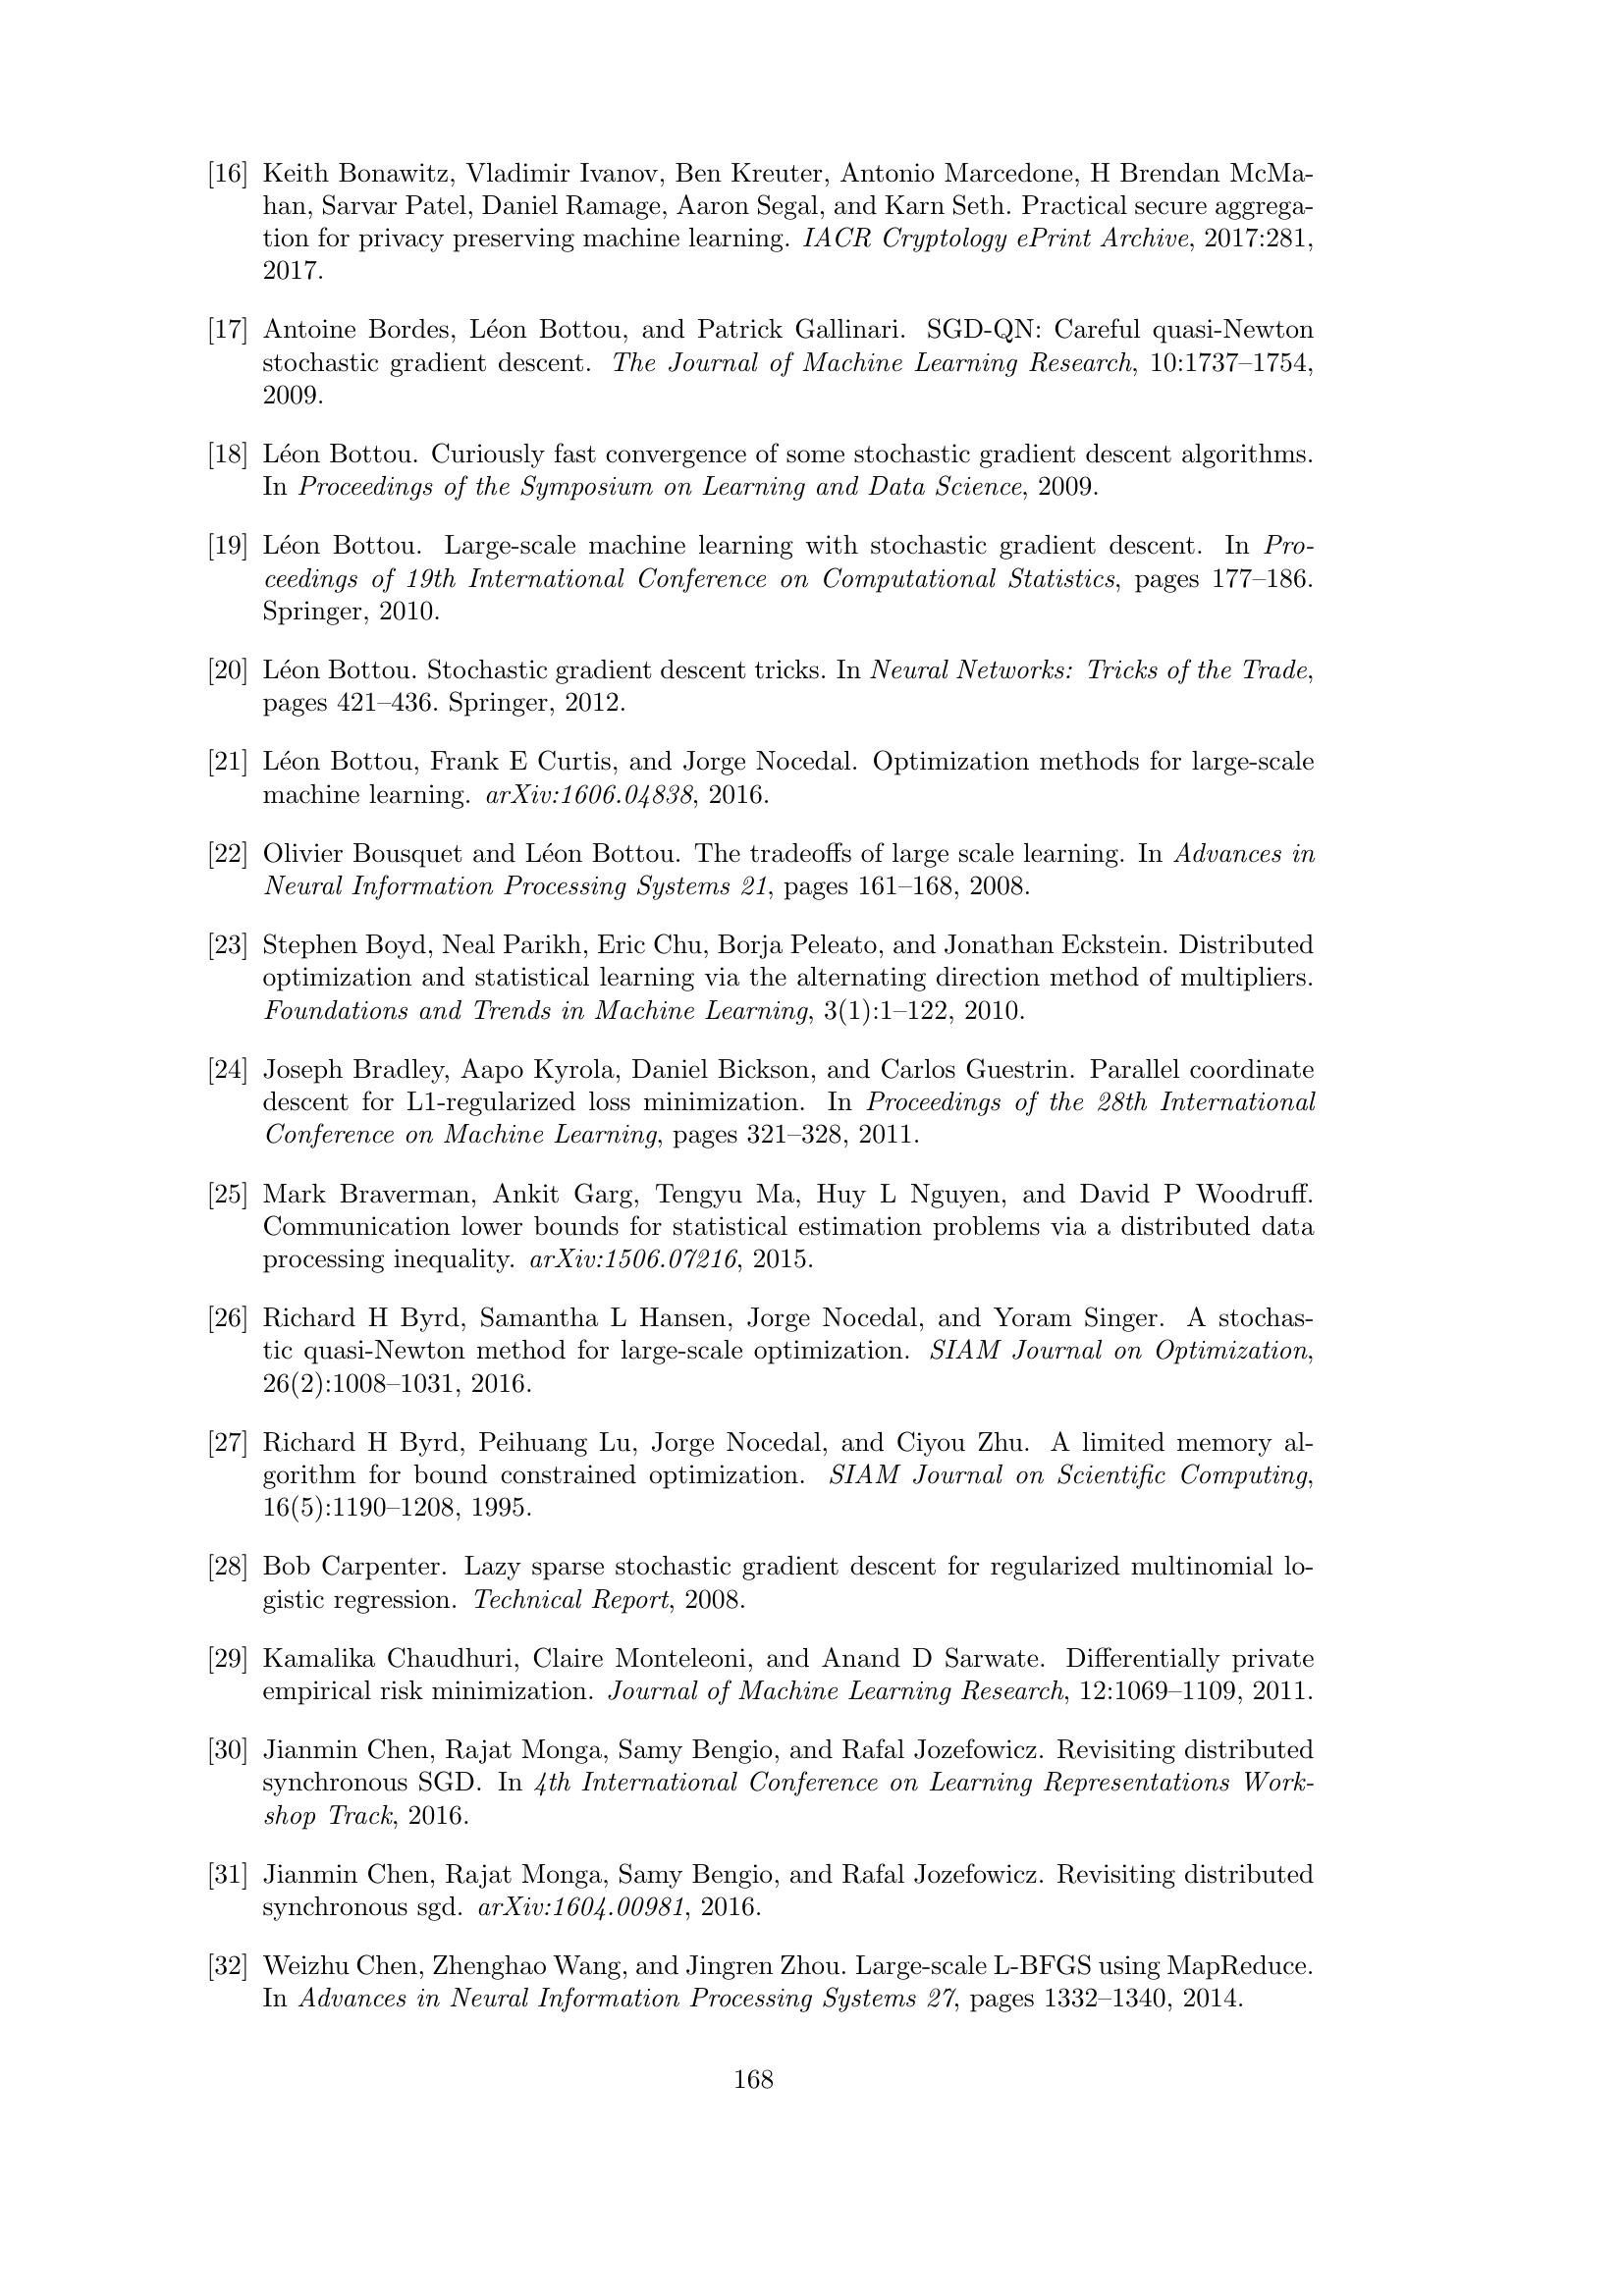 [16] Keith Bonawitz, Vladimir Ivanov, Ben Kreuter, Antonio Marcedone, H Brendan McMa-
han, Sarvar Patel, Daniel Ramage, Aaron Segal, and Karn Seth. Practical secure aggrega-
tion for privacy preserving machine learning. IACR Cryptology ePrint Archive, 2017:281,
2017.
[17] Antoine Bordes, Léon Bottou, and Patrick Gallinari. SGD-QN: Careful quasi-Newton
stochastic gradient descent. The Journal of Machine Learning Research, 10:1737–1754,
2009.
[18] Léon Bottou. Curiously fast convergence of some stochastic gradient descent algorithms.
In Proceedings of the Symposium on Learning and Data Science, 2009.
[19] Léon Bottou. Large-scale machine learning with stochastic gradient descent. In Pro-
ceedings of 19th International Conference on Computational Statistics, pages 177–186.
Springer, 2010.
[20] Léon Bottou. Stochastic gradient descent tricks. In Neural Networks: Tricks of the Trade,
pages 421–436. Springer, 2012.
[21] Léon Bottou, Frank E Curtis, and Jorge Nocedal. Optimization methods for large-scale
machine learning. arXiv:1606.04838, 2016.
[22] Olivier Bousquet and Léon Bottou. The tradeoffs of large scale learning. In Advances in
Neural Information Processing Systems 21, pages 161–168, 2008.
[23] Stephen Boyd, Neal Parikh, Eric Chu, Borja Peleato, and Jonathan Eckstein. Distributed
optimization and statistical learning via the alternating direction method of multipliers.
Foundations and Trends in Machine Learning, 3(1):1–122, 2010.
[24] Joseph Bradley, Aapo Kyrola, Daniel Bickson, and Carlos Guestrin. Parallel coordinate
descent for L1-regularized loss minimization. In Proceedings of the 28th International
Conference on Machine Learning, pages 321–328, 2011.
[25] Mark Braverman, Ankit Garg, Tengyu Ma, Huy L Nguyen, and David P Woodruff.
Communication lower bounds for statistical estimation problems via a distributed data
processing inequality. arXiv:1506.07216, 2015.
[26] Richard H Byrd, Samantha L Hansen, Jorge Nocedal, and Yoram Singer. A stochas-
tic quasi-Newton method for large-scale optimization. SIAM Journal on Optimization,
26(2):1008–1031, 2016.
[27] Richard H Byrd, Peihuang Lu, Jorge Nocedal, and Ciyou Zhu. A limited memory al-
gorithm for bound constrained optimization. SIAM Journal on Scientific Computing,
16(5):1190–1208, 1995.
[28] Bob Carpenter. Lazy sparse stochastic gradient descent for regularized multinomial lo-
gistic regression. Technical Report, 2008.
[29] Kamalika Chaudhuri, Claire Monteleoni, and Anand D Sarwate. Differentially private
empirical risk minimization. Journal of Machine Learning Research, 12:1069–1109, 2011.
[30] Jianmin Chen, Rajat Monga, Samy Bengio, and Rafal Jozefowicz. Revisiting distributed
synchronous SGD. In 4th International Conference on Learning Representations Work-
shop Track, 2016.
[31] Jianmin Chen, Rajat Monga, Samy Bengio, and Rafal Jozefowicz. Revisiting distributed
synchronous sgd. arXiv:1604.00981, 2016.
[32] Weizhu Chen, Zhenghao Wang, and Jingren Zhou. Large-scale L-BFGS using MapReduce.
In Advances in Neural Information Processing Systems 27, pages 1332–1340, 2014.
168